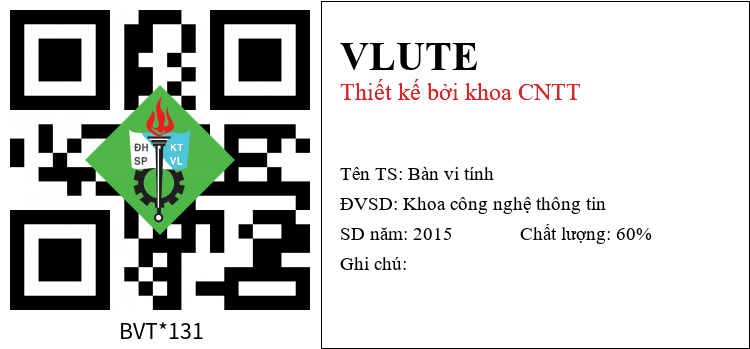 ĐH KT
SP VL
BVT*131
VLUTE
Thiết kế bởi khoa CNTT
Tên TS: Bàn vi tính
ĐVSD: Khoa công nghệ thông tin
SD năm: 2015 Chất lượng: 60%
Ghi chú: